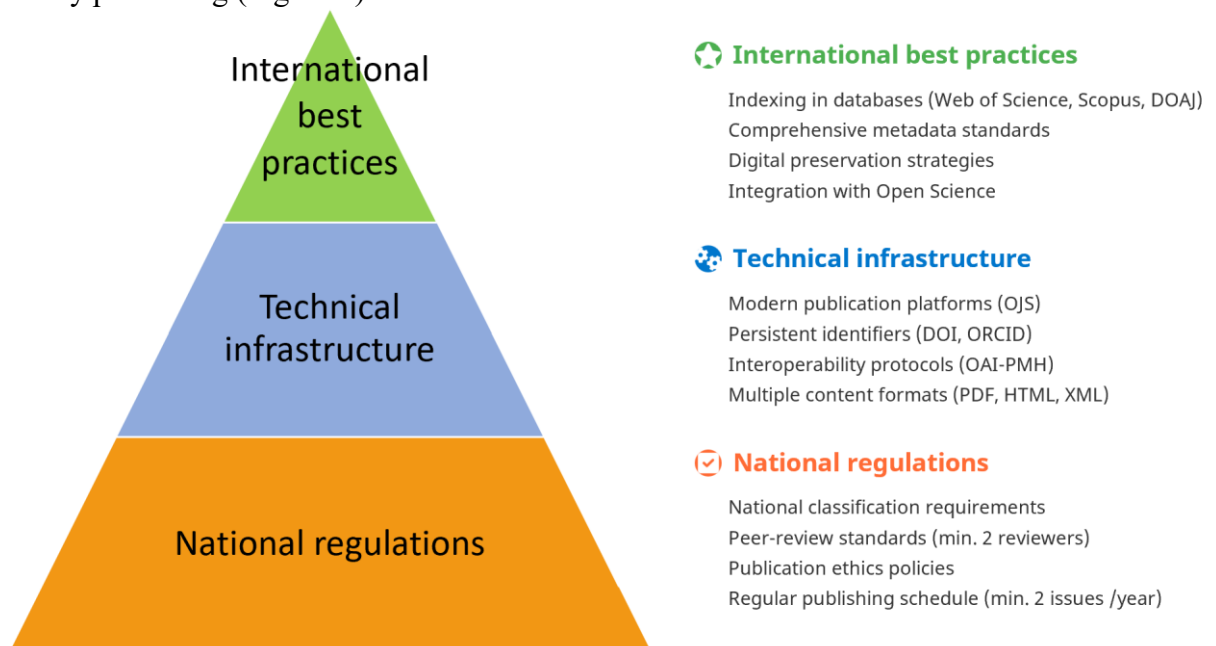 International
best
practices
Technical
infrastructure
National regulations
International best practices
Indexing in databases (Web of Science, Scopus, DOAJ)
Comprehensive metadata standards
Digital preservation strategies
Integration with Open Science
Technical infrastructure
Modern publication platforms (OJS)
Persistent identifiers (DOI, ORCID)
Interoperability protocols (OAI-PMH)
Multiple content formats (PDF, HTML, XML)
National regulations
National classification requirements
Peer-review standards (min. 2 reviewers)
Publication ethics policies
Regular publishing schedule (min. 2 issues /year)